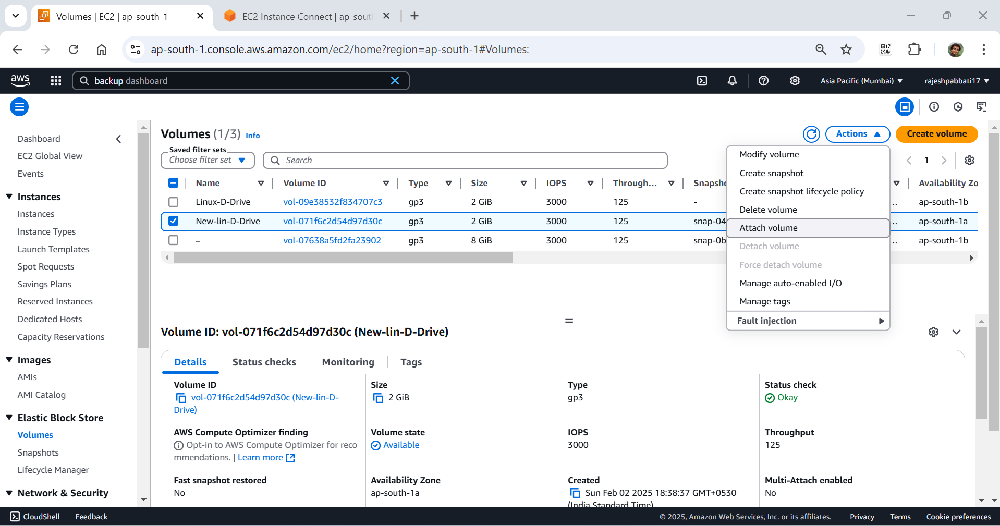 Volumes | EC2 | ap-south-1
EC2 Instance Connect | ap-sout
ap-south-1.console.aws.amazon.com/ec2/home?region=ap-south-1#Volumes:
aws
backup dashboard
Asia Pacific (Mumbai)
rajeshpabbati17
Dashboard
EC2 Global View
Events
Instances
Instances
Instance Types
Launch Templates
Spot Requests
Savings Plans
Reserved Instances
Dedicated Hosts
Capacity Reservations
Images
AMIs
AMI Catalog
Elastic Block Store
Volumes
Snapshots
Lifecycle Manager
Network & Security
Volumes (1/3) Info
Actions
Create volume
Saved filter sets
Choose filter set
Search
1
Name Volume ID Type Size IOPS Through... Snapsho Availability Zo
Linux-D-Drive vol-09e38532f834707c3 gp3 2 GiB 3000 125 - ... ap-south-1b
New-lin-D-Drive vol-071f6c2d54d97d30c gp3 2 GiB 3000 125 snap-04 ... ap-south-1a
– vol-07638a5fd2fa23902 gp3 8 GiB 3000 125 snap-0b ... ap-south-1b
Modify volume
Create snapshot
Create snapshot lifecycle policy
Delete volume
Attach volume
Detach volume
Force detach volume
Manage auto-enabled I/O
Manage tags
Fault injection
Volume ID: vol-071f6c2d54d97d30c (New-lin-D-Drive)
Details Status checks Monitoring Tags
Volume ID
vol-071f6c2d54d97d30c (New-lin-D-
Drive)
Size
2 GiB
Type
gp3
Status check
Okay
AWS Compute Optimizer finding
Opt-in to AWS Compute Optimizer for reco
mmendations. | Learn more
Volume state
Available
IOPS
3000
Throughput
125
Fast snapshot restored
No
Availability Zone
ap-south-1a
Created
Sun Feb 02 2025 18:38:37 GMT+0530
(India Standard Time)
Multi-Attach enabled
No
CloudShell
Feedback
© 2025, Amazon Web Services, Inc. or its affiliates.
Privacy
Terms
Cookie preferences